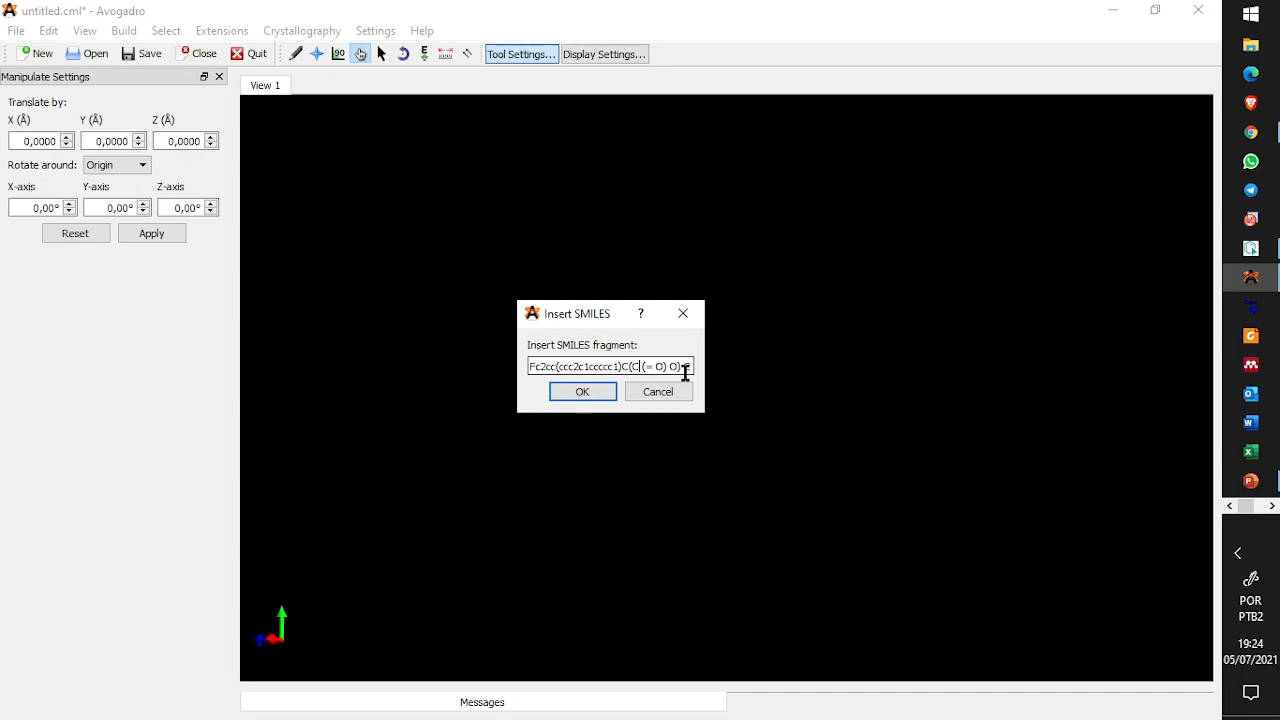 untitled.cml* - Avogadro
File Edit View Build Select Extensions Crystallography Settings Help
New Open Save Close Quit Tool Settings... Display Settings...
Manipulate Settings
View 1
Translate by:
X (Å) Y (Å) Z (Å)
0,0000 0,0000 0,0000
Rotate around: Origin
X-axis Y-axis Z-axis
0,00° 0,00° 0,00°
Reset Apply
Insert SMILES ?
Insert SMILES fragment:
Fc2cc(ccc2c1ccccc1)C(C(= O) O)
OK Cancel
Messages
POR
PTB2
19:24
05/07/2021